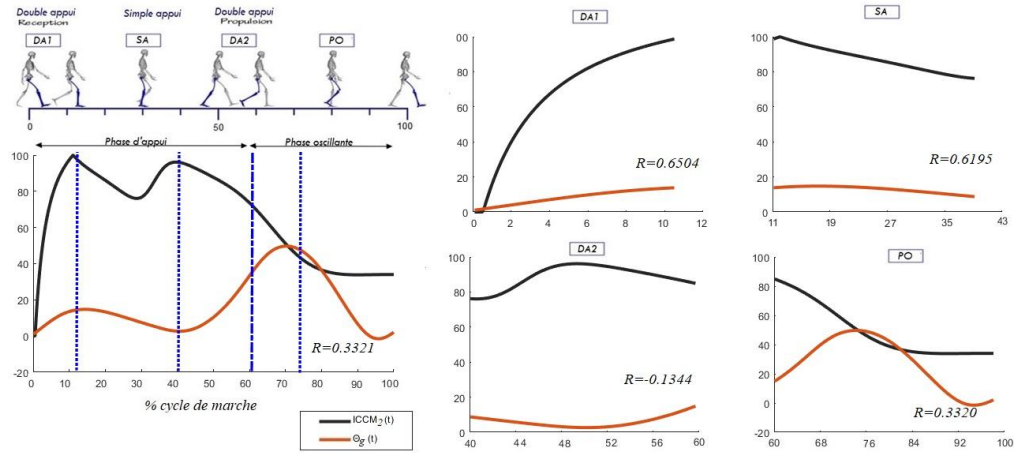 Double appui
Reception
Simple appui
Double appui
Propulsion
DA1
SA
DA2
PO
0
50
100
Phase d'appui
Phase oscillante
100
80
60
40
20
0
-20
R=0.3321
0 10 20 30 40 50 60 70 80 90 100
% cycle de marche
ICCM2(t)
Θg (t)
DA1
00
80
60
40
20
0
R=0.6504
0 2 4 6 8 10 12
SA
100
80
60
40
20
0
R=0.6195
11 19 27 35 43
DA2
100
80
60
40
20
0
R=-0.1344
40 44 48 52 56 60
PO
100
80
60
40
20
0
-20
R=0.3320
60 68 76 84 92 100